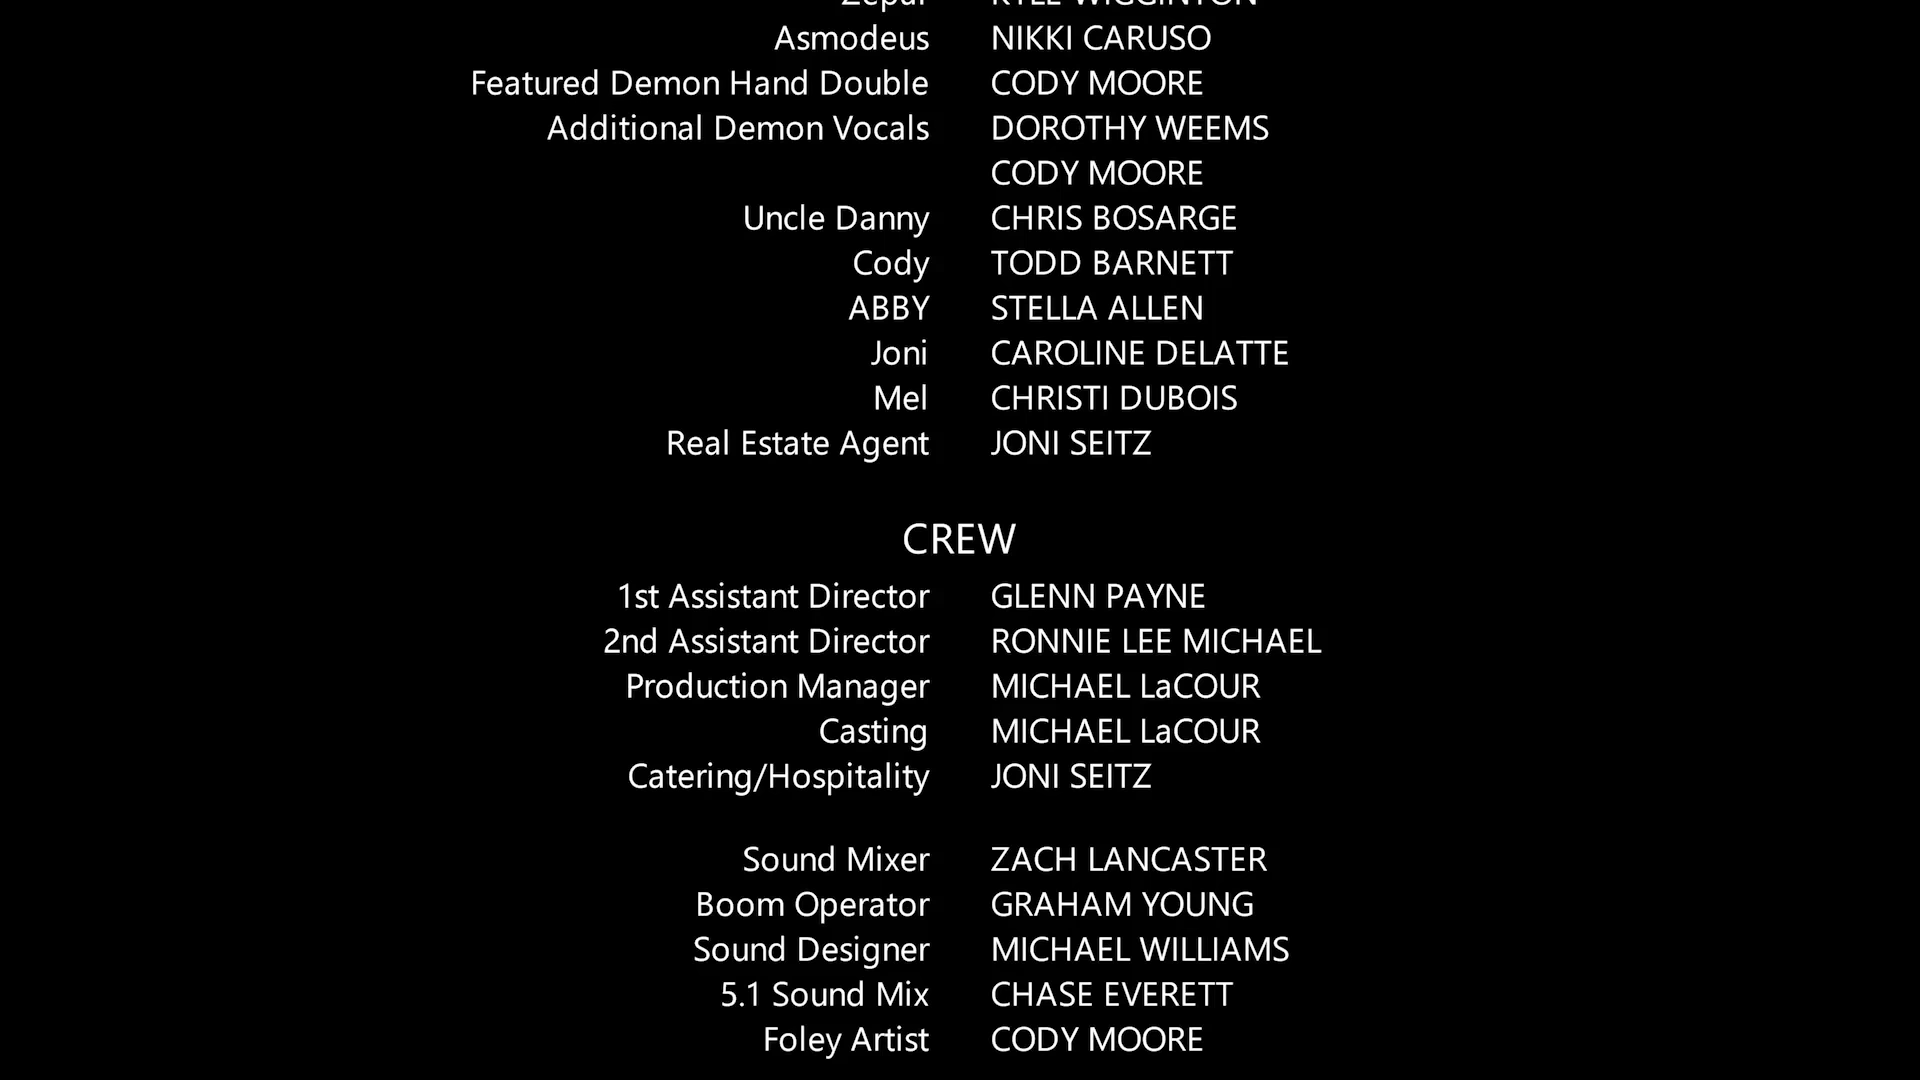 Zepar KYLE WIGGINTON
Asmodeus NIKKI CARUSO
Featured Demon Hand Double CODY MOORE
Additional Demon Vocals DOROTHY WEEMS
CODY MOORE
Uncle Danny CHRIS BOSARGE
Cody TODD BARNETT
ABBY STELLA ALLEN
Joni CAROLINE DELATTE
Mel CHRISTI DUBOIS
Real Estate Agent JONI SEITZ
CREW
1st Assistant Director GLENN PAYNE
2nd Assistant Director RONNIE LEE MICHAEL
Production Manager MICHAEL LaCOUR
Casting MICHAEL LaCOUR
Catering/Hospitality JONI SEITZ
Sound Mixer ZACH LANCASTER
Boom Operator GRAHAM YOUNG
Sound Designer MICHAEL WILLIAMS
5.1 Sound Mix CHASE EVERETT
Foley Artist CODY MOORE